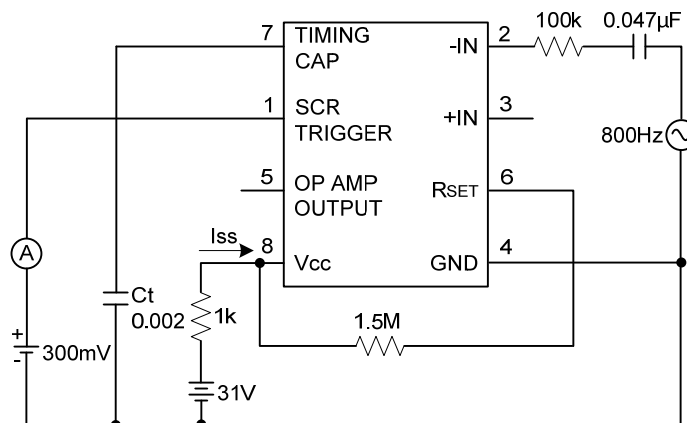 7
TIMING
CAP
-IN
2
100k
0.047µF
1
SCR
TRIGGER
+IN
3
800Hz
5
OP AMP
OUTPUT
RSET
6
Iss
8
Vcc
GND
4
A
Ct
0.002
1k
1.5M
+
-
300mV
31V